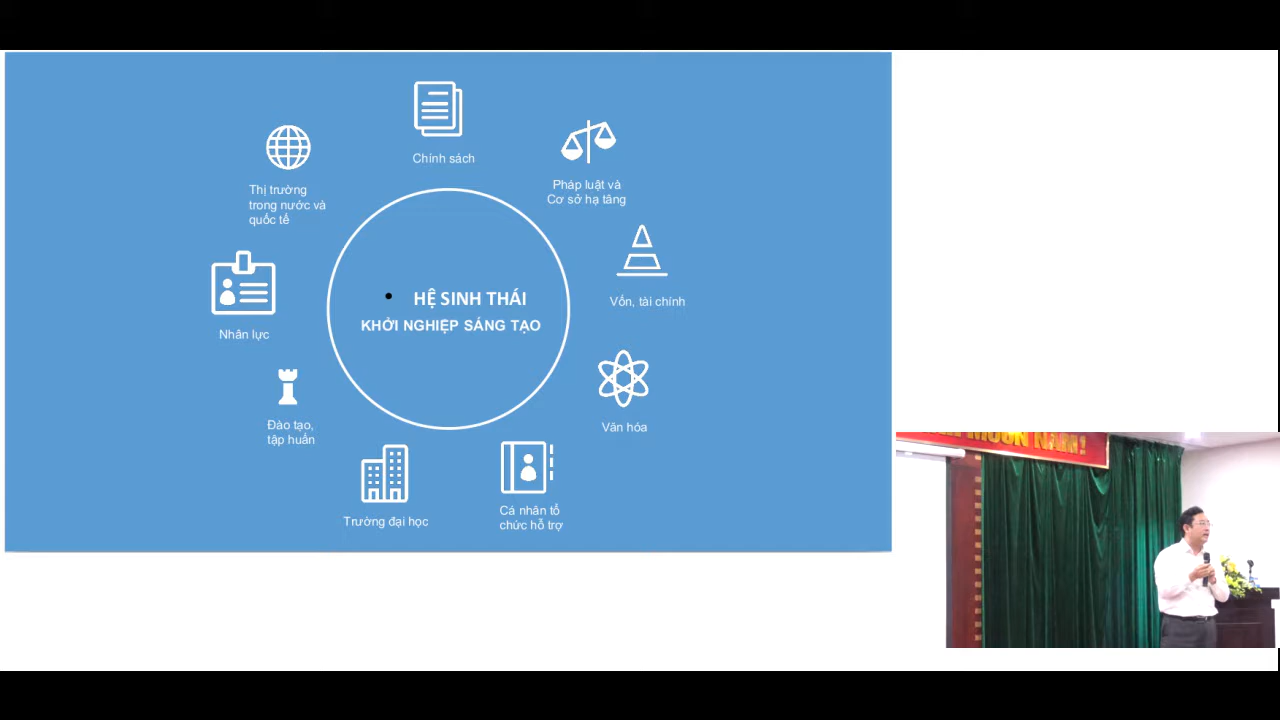 Chính sách
Pháp luật và
Cơ sở hạ tầng
Vốn, tài chính
Văn hóa
Cá nhân tổ
chức hỗ trợ
Trường đại học
Đào tạo,
tập huấn
Nhân lực
Thị trường
trong nước và
quốc tế
HỆ SINH THÁI
KHỞI NGHIỆP SÁNG TẠO
MUÔN NĂM!